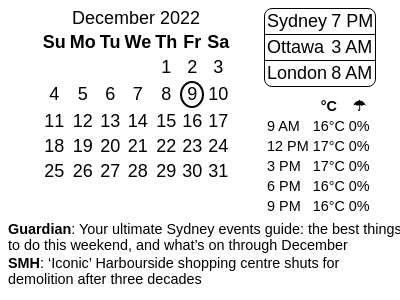 December 2022
Su Mo Tu We Th Fr Sa
1 2 3
4 5 6 7 8 9 10
11 12 13 14 15 16 17
18 19 20 21 22 23 24
25 26 27 28 29 30 31
Sydney 7 PM
Ottawa 3 AM
London 8 AM
°C ☂
9 AM 16°C 0%
12 PM 17°C 0%
3 PM 17°C 0%
6 PM 16°C 0%
9 PM 16°C 0%
Guardian: Your ultimate Sydney events guide: the best things
to do this weekend, and what’s on through December
SMH: ‘Iconic’ Harbourside shopping centre shuts for
demolition after three decades